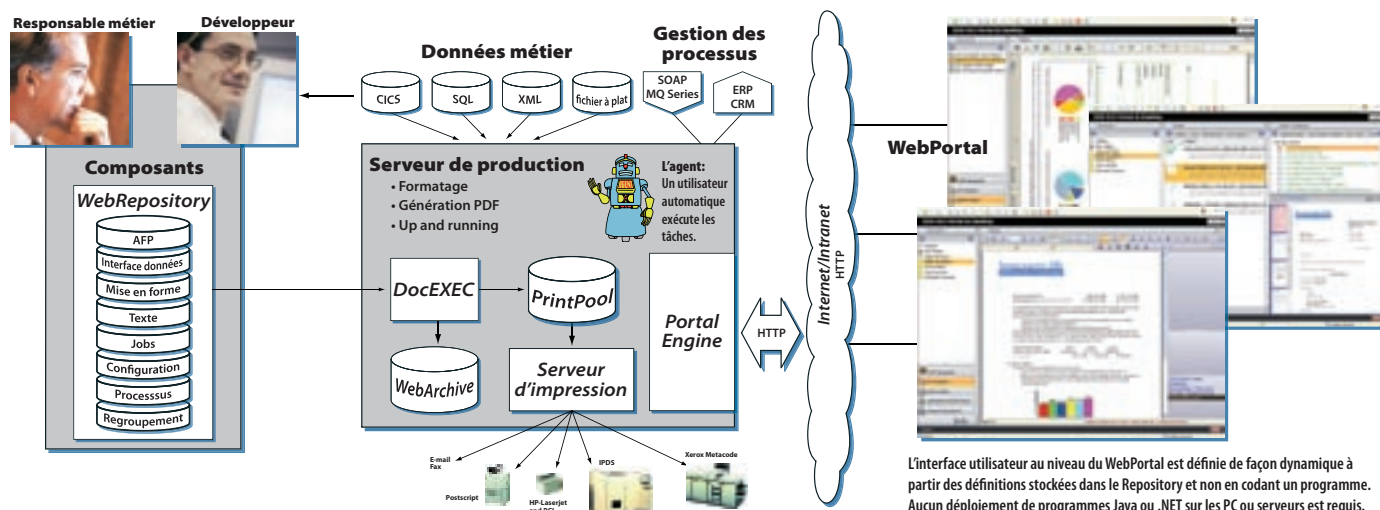 Responsable métier
Développeur
Données métier
Gestion des
processus
CICS
SQL
XML
fichier à plat
SOAP
MQ Series
ERP
CRM
Composants
WebRepository
AFP
Interface données
Mise en forme
Texte
Jobs
Configuration
Processsus
Regroupement
Serveur de production
• Formatage
• Génération PDF
• Up and running
L'agent:
Un utilisateur
automatique
exécute les
tâches.
DocEXEC
PrintPool
WebArchive
Serveur
d'impression
Portal
Engine
HTTP
Internet/Intranet
HTTP
WebPortal
E-mail
Fax
Postscript
HP-Laserjet
and PCL
IPDS
Xerox Metacode
L'interface utilisateur au niveau du WebPortal est définie de façon dynamique à
partir des définitions stockées dans le Repository et non en codant un programme.
Aucun déploiement de programmes Java ou .NET sur les PC ou serveurs est requis.